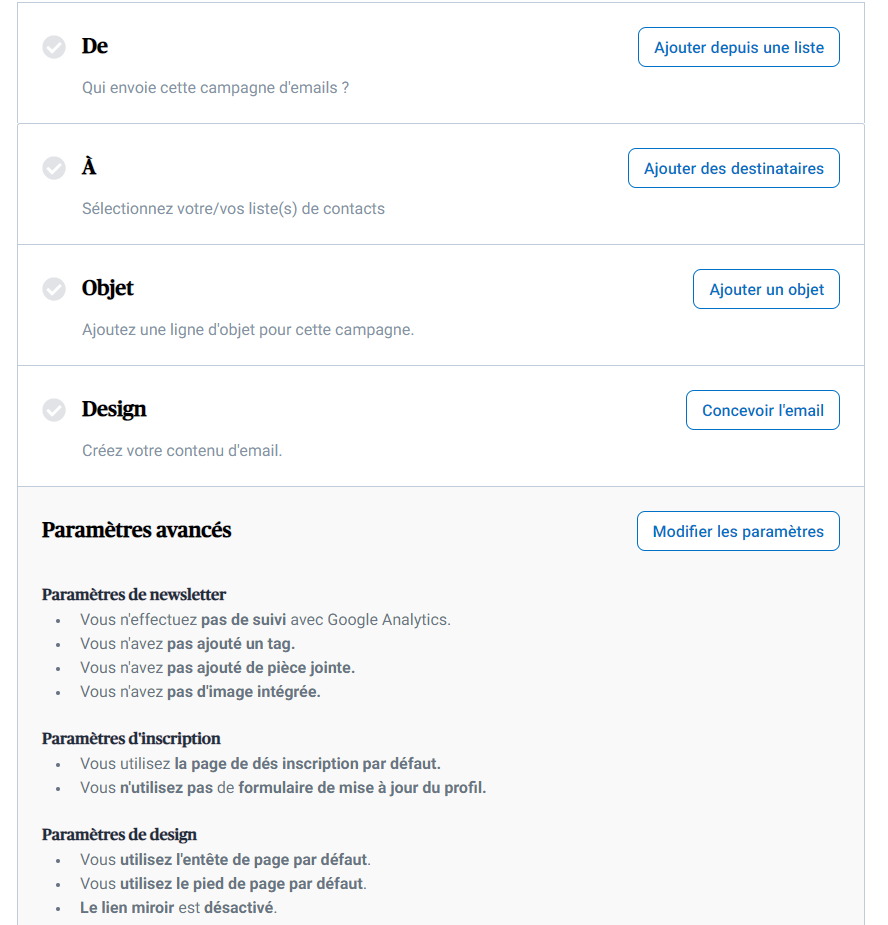 De
Ajouter depuis une liste
Qui envoie cette campagne d'emails ?
À
Ajouter des destinataires
Sélectionnez votre/vos liste(s) de contacts
Objet
Ajouter un objet
Ajoutez une ligne d'objet pour cette campagne.
Design
Concevoir l'email
Créez votre contenu d'email.
Paramètres avancés
Modifier les paramètres
Paramètres de newsletter
• Vous n'effectuez pas de suivi avec Google Analytics.
• Vous n'avez pas ajouté un tag.
• Vous n'avez pas ajouté de pièce jointe.
• Vous n'avez pas d'image intégrée.
Paramètres d'inscription
• Vous utilisez la page de dés inscription par défaut.
• Vous n'utilisez pas de formulaire de mise à jour du profil.
Paramètres de design
• Vous utilisez l'entête de page par défaut.
• Vous utilisez le pied de page par défaut.
• Le lien miroir est désactivé.